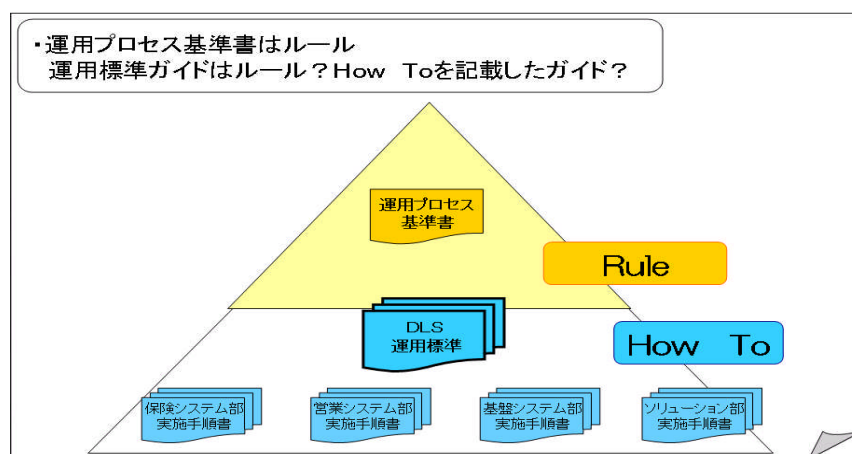 ・運用プロセス基準書はルール
運用標準ガイドはルール？How Toを記載したガイド？
運用プロセス
基準書
Rule
DLS
運用標準
How To
保険システム部
実施手順書
営業システム部
実施手順書
基盤システム部
実施手順書
ソリューション部
実施手順書